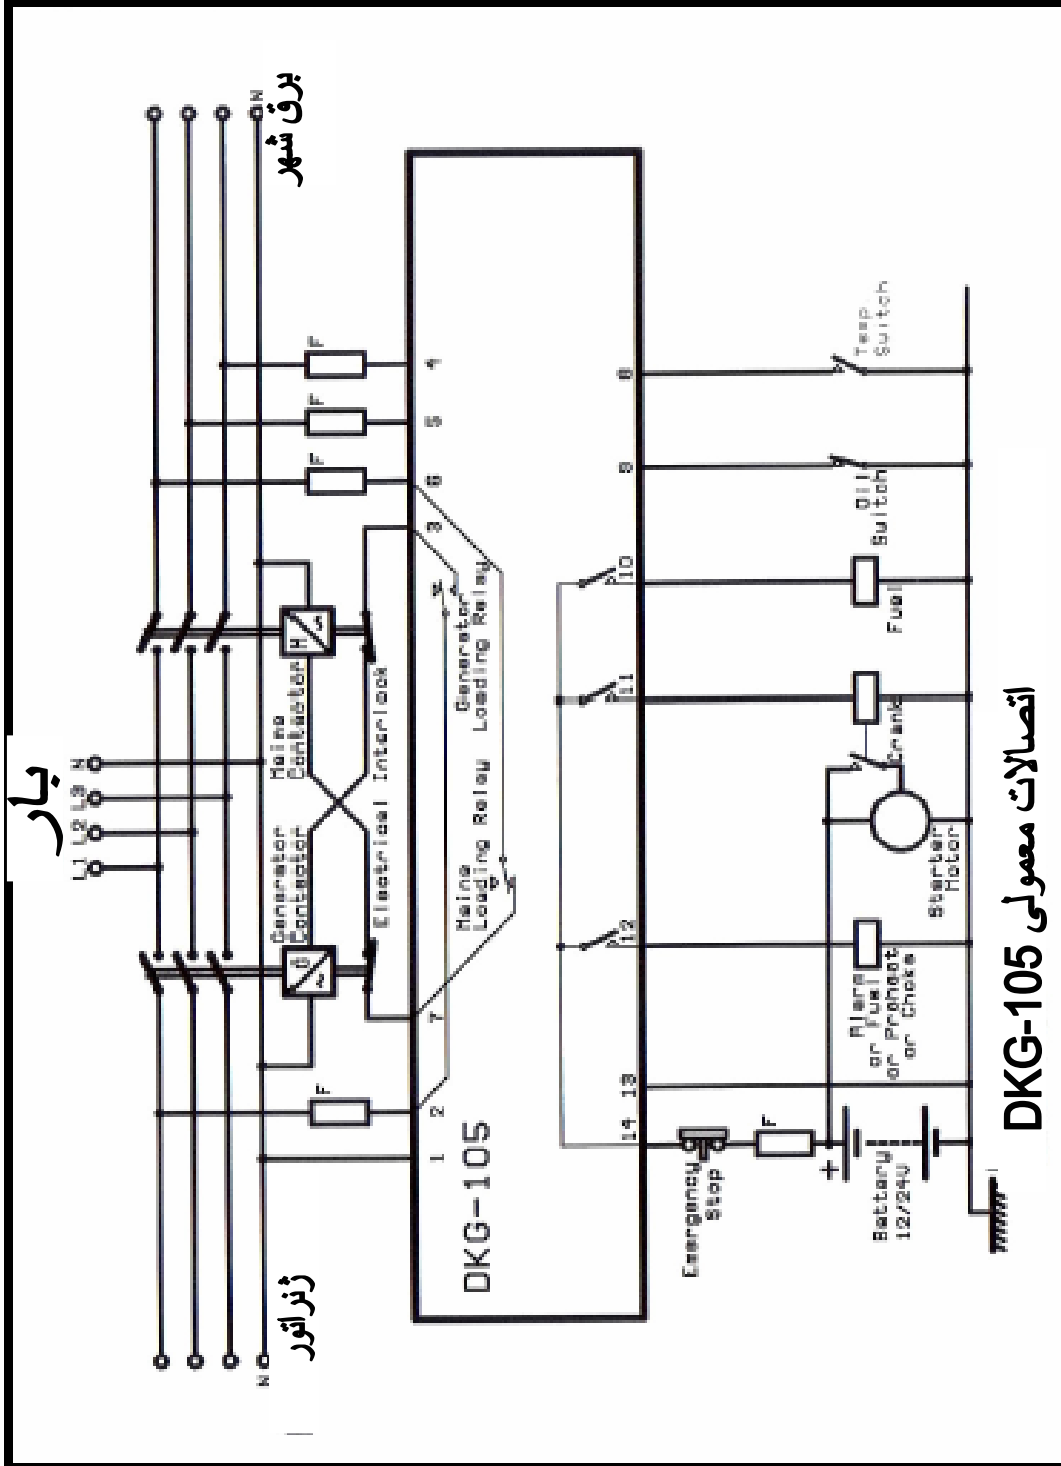 بار
L1 L2 L3 N
ژنراتور
برق شهر
N
N
Generator
Contactor
Mains
Contactor
G
M
Electrical Interlock
F
F
F
1
2
7
3
6
5
4
DKG-105
Mains
Loading Relay
Generator
Loading Relay
14
13
12
11
10
9
8
Emergency
Stop
F
+
Battery
12/24V
Alarm
or Fuel
or Preheat
or Choke
Starter
Motor
Crank
Fuel
Oil
Switch
Temp.
Switch
اتصالات معمولی DKG-105